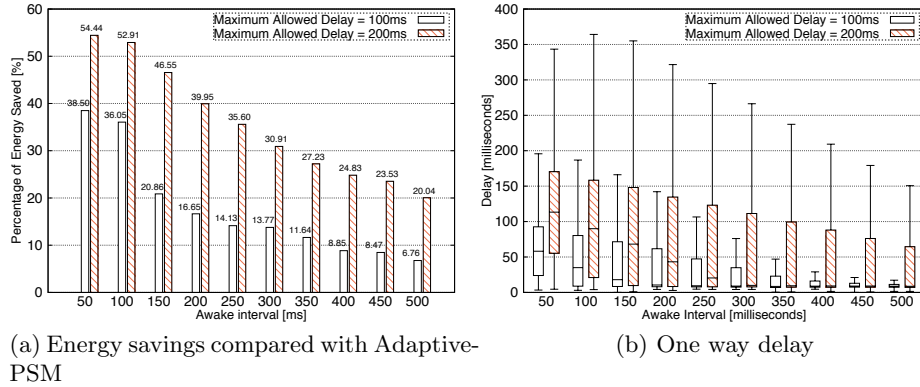 Maximum Allowed Delay = 100ms
Maximum Allowed Delay = 200ms
Percentage of Energy Saved [%]
60
50
40
30
20
10
0
38.50
54.44
36.05
52.91
20.86
46.55
16.65
39.95
14.13
35.60
13.77
30.91
11.64
27.23
8.85
24.83
8.47
23.53
6.76
20.04
50 100 150 200 250 300 350 400 450 500
Awake interval [ms]
(a) Energy savings compared with Adaptive-
PSM
Maximum Allowed Delay = 100ms
Maximum Allowed Delay = 200ms
Delay [milliseconds]
400
350
300
250
200
150
100
50
0
50 100 150 200 250 300 350 400 450 500
Awake Interval [milliseconds]
(b) One way delay